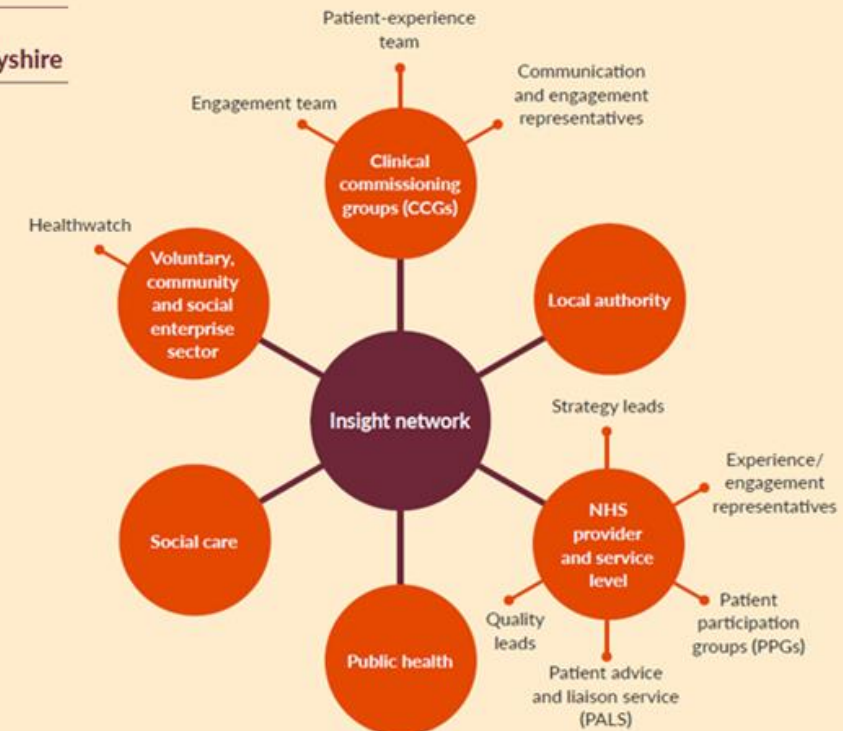 yshire
Patient-experience
team
Communication
and engagement
representatives
Engagement team
Clinical
commissioning
groups (CCGs)
Healthwatch
Voluntary,
community
and social
enterprise
sector
Local authority
Insight network
Strategy leads
Experience/
engagement
representatives
NHS
provider
and service
level
Social care
Quality
leads
Patient
participation
groups (PPGs)
Public health
Patient advice
and liaison service
(PALS)